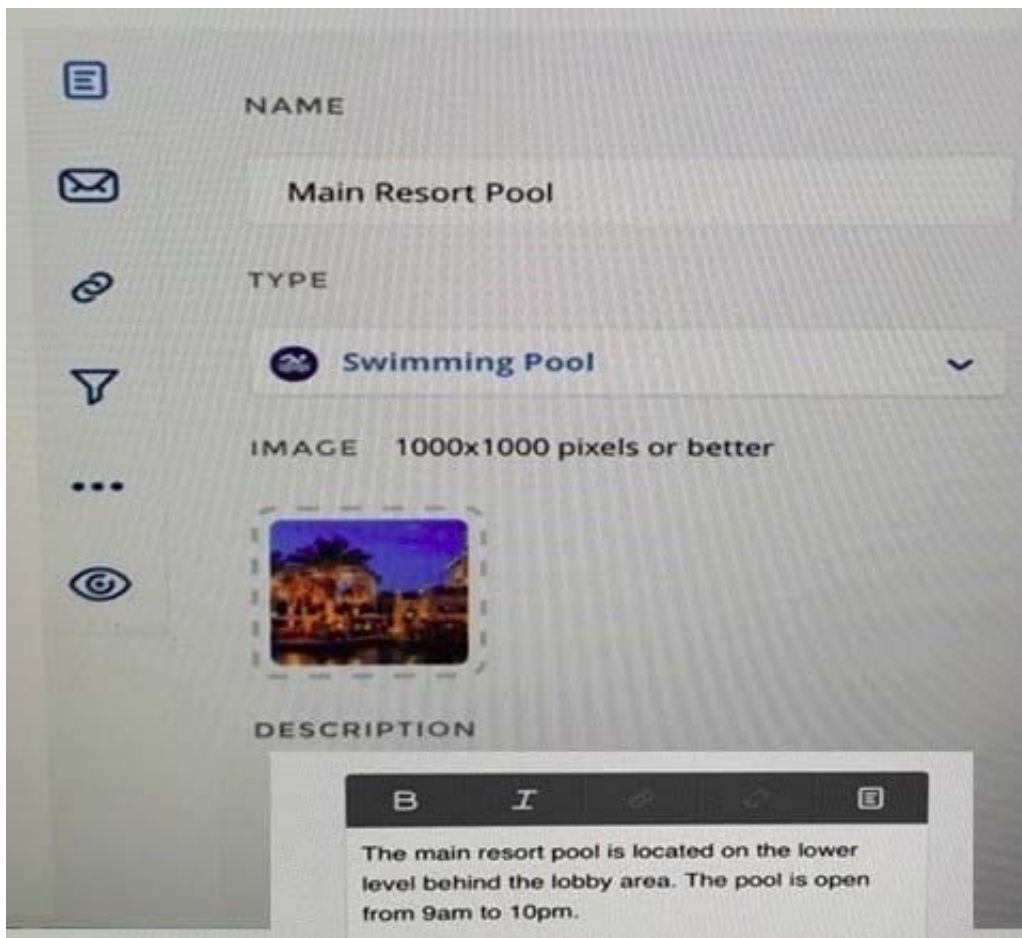 NAME
Main Resort Pool
TYPE
Swimming Pool
IMAGE 1000x1000 pixels or better
DESCRIPTION
B I
The main resort pool is located on the lower
level behind the lobby area. The pool is open
from 9am to 10pm.